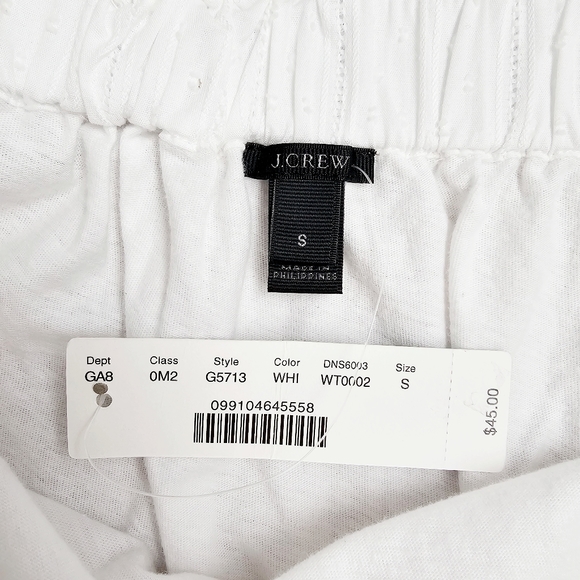 J.CREW
S
MADE IN
PHILIPPINES
Dept Class Style Color DNS6003 Size
GA8 0M2 G5713 WHI WT0002 S
099104645558
$45.00